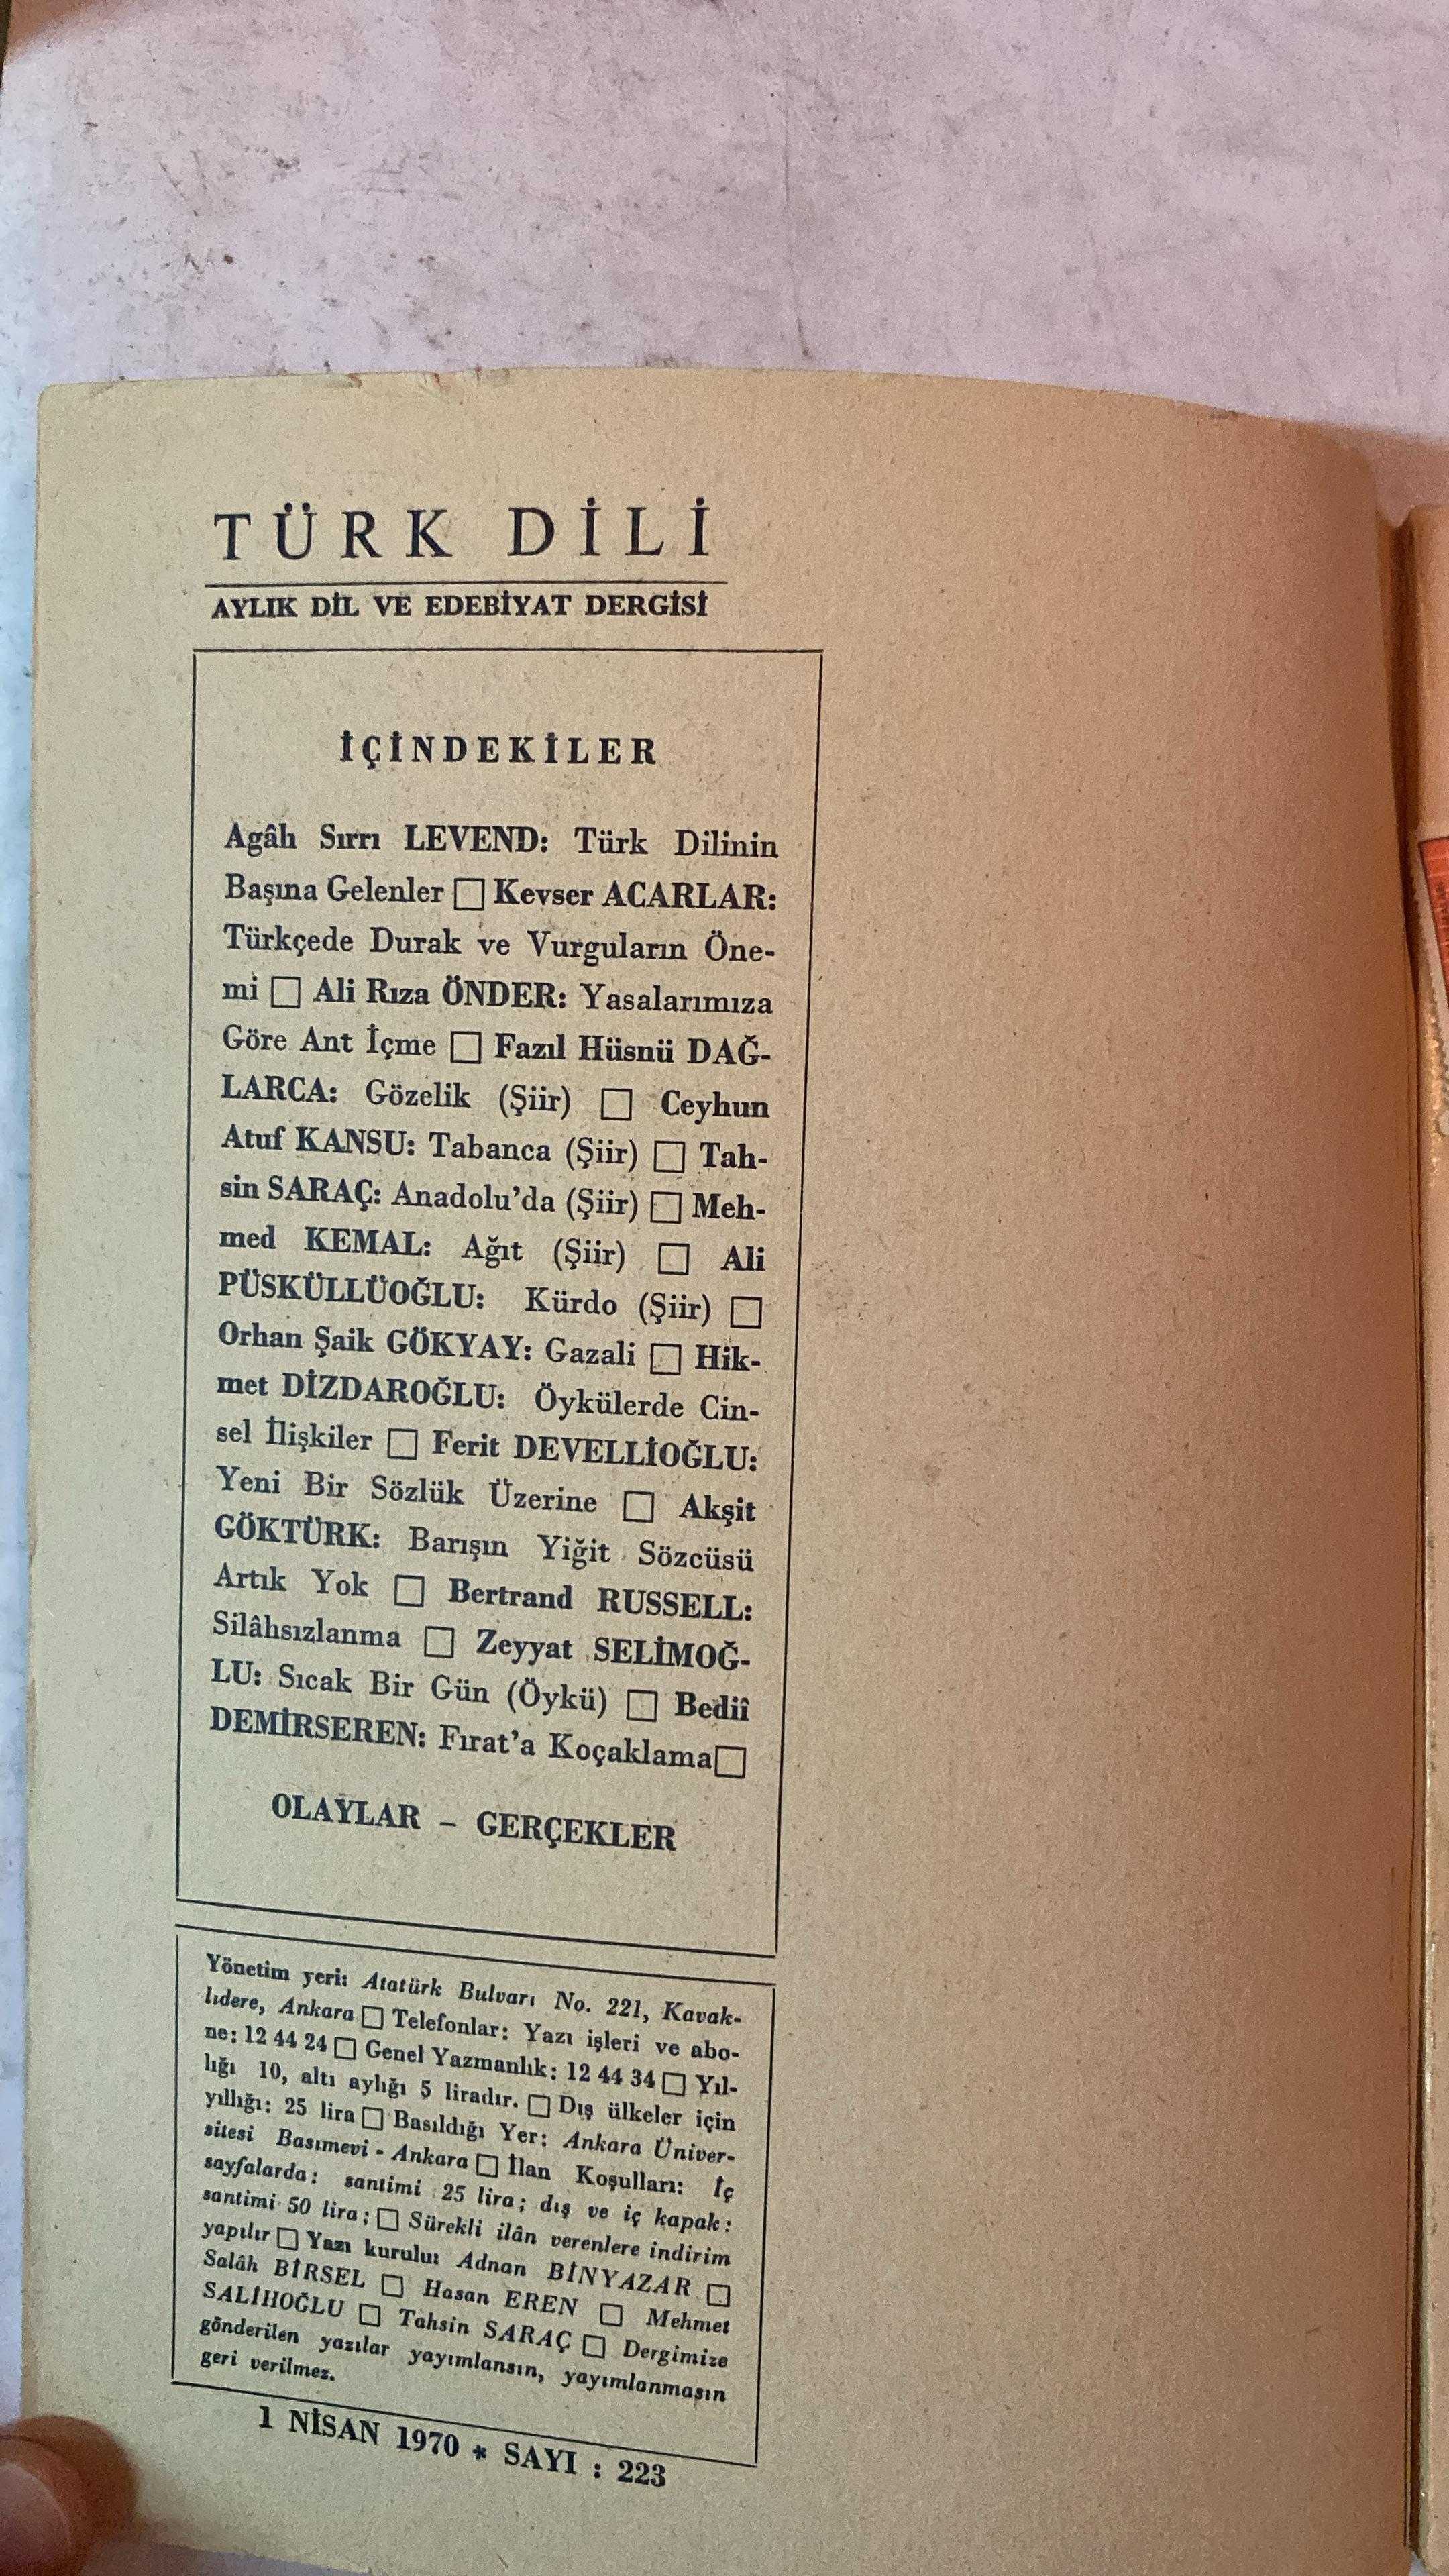 TÜRK DİLİ
AYLIK DİL VE EDEBİYAT DERGİSİ
İÇİNDEKİLER
Agâh Sırrı LEVEND: Türk Dilinin
Başına Gelenler □ Kevser ACARLAR:
Türkçede Durak ve Vurguların Öne-
mi □ Ali Rıza ÖNDER: Yasalarımıza
Göre Ant İçme □ Fazıl Hüsnü DAĞ-
LARCA: Gözelik (Şiir) □ Ceyhun
Atuf KANSU: Tabanca (Şiir) □ Tah-
sin SARAÇ: Anadolu'da (Şiir) □ Meh-
med KEMAL: Ağıt (Şiir) □ Ali
PÜSKÜLLÜOĞLU: Kürdo (Şiir) □
Orhan Şaik GÖKYAY: Gazali □ Hik-
met DİZDAROĞLU: Öykülerde Cin-
sel İlişkiler □ Ferit DEVELLİOĞLU:
Yeni Bir Sözlük Üzerine □ Akşit
GÖKTÜRK: Barışın Yiğit Sözcüsü
Artık Yok □ Bertrand RUSSELL:
Silâhsızlanma □ Zeyyat SELİMOĞ-
LU: Sıcak Bir Gün (Öykü) □ Bediî
DEMİRSEREN: Fırat'a Koçaklama □
OLAYLAR – GERÇEKLER
Yönetim yeri: Atatürk Bulvarı No. 221, Kavak-
lıdere, Ankara □ Telefonlar: Yazı işleri ve abo-
ne: 12 44 24 □ Genel Yazmanlık: 12 44 34 □ Yıl-
lığı 10, altı aylığı 5 liradır. □ Dış ülkeler için
yıllığı: 25 lira □ Basıldığı Yer: Ankara Üniver-
sitesi Basımevi - Ankara □ İlan Koşulları: İç
sayfalarda: santimi 25 lira; dış ve iç kapak:
santimi 50 lira; □ Sürekli ilân verenlere indirim
yapılır □ Yazı kurulu: Adnan BİNYAZAR □
Salâh BİRSEL □ Hasan EREN □ Mehmet
SALİHOĞLU □ Tahsin SARAÇ □ Dergimize
gönderilen yazılar yayımlansın, yayımlanmasın
geri verilmez.
1 NİSAN 1970 * SAYI : 223